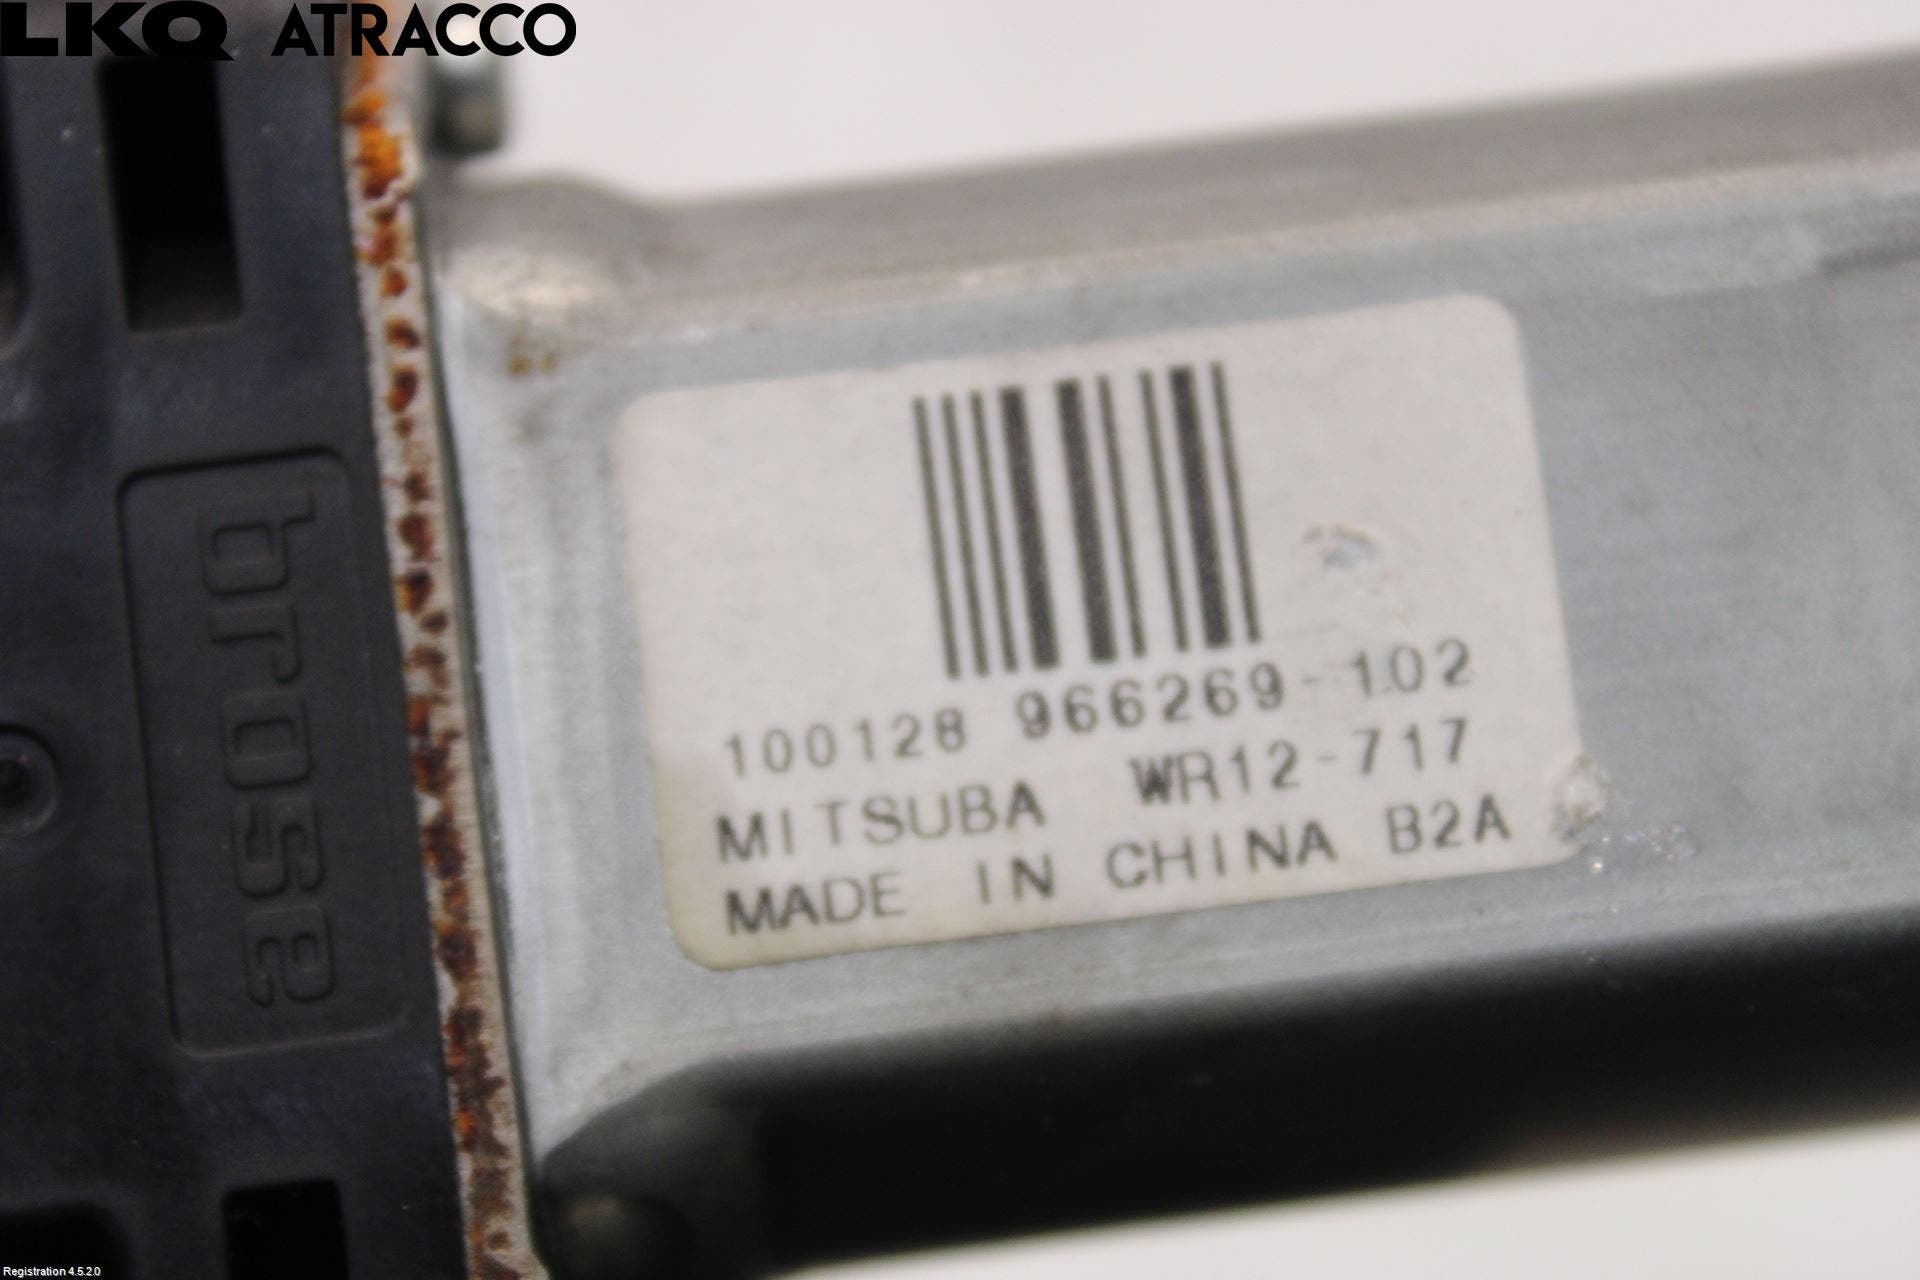 LKQ ATRACCO
brose
100128 966269-102
MITSUBA WR12-717
MADE IN CHINA B2A
Registration 4.5.2.0